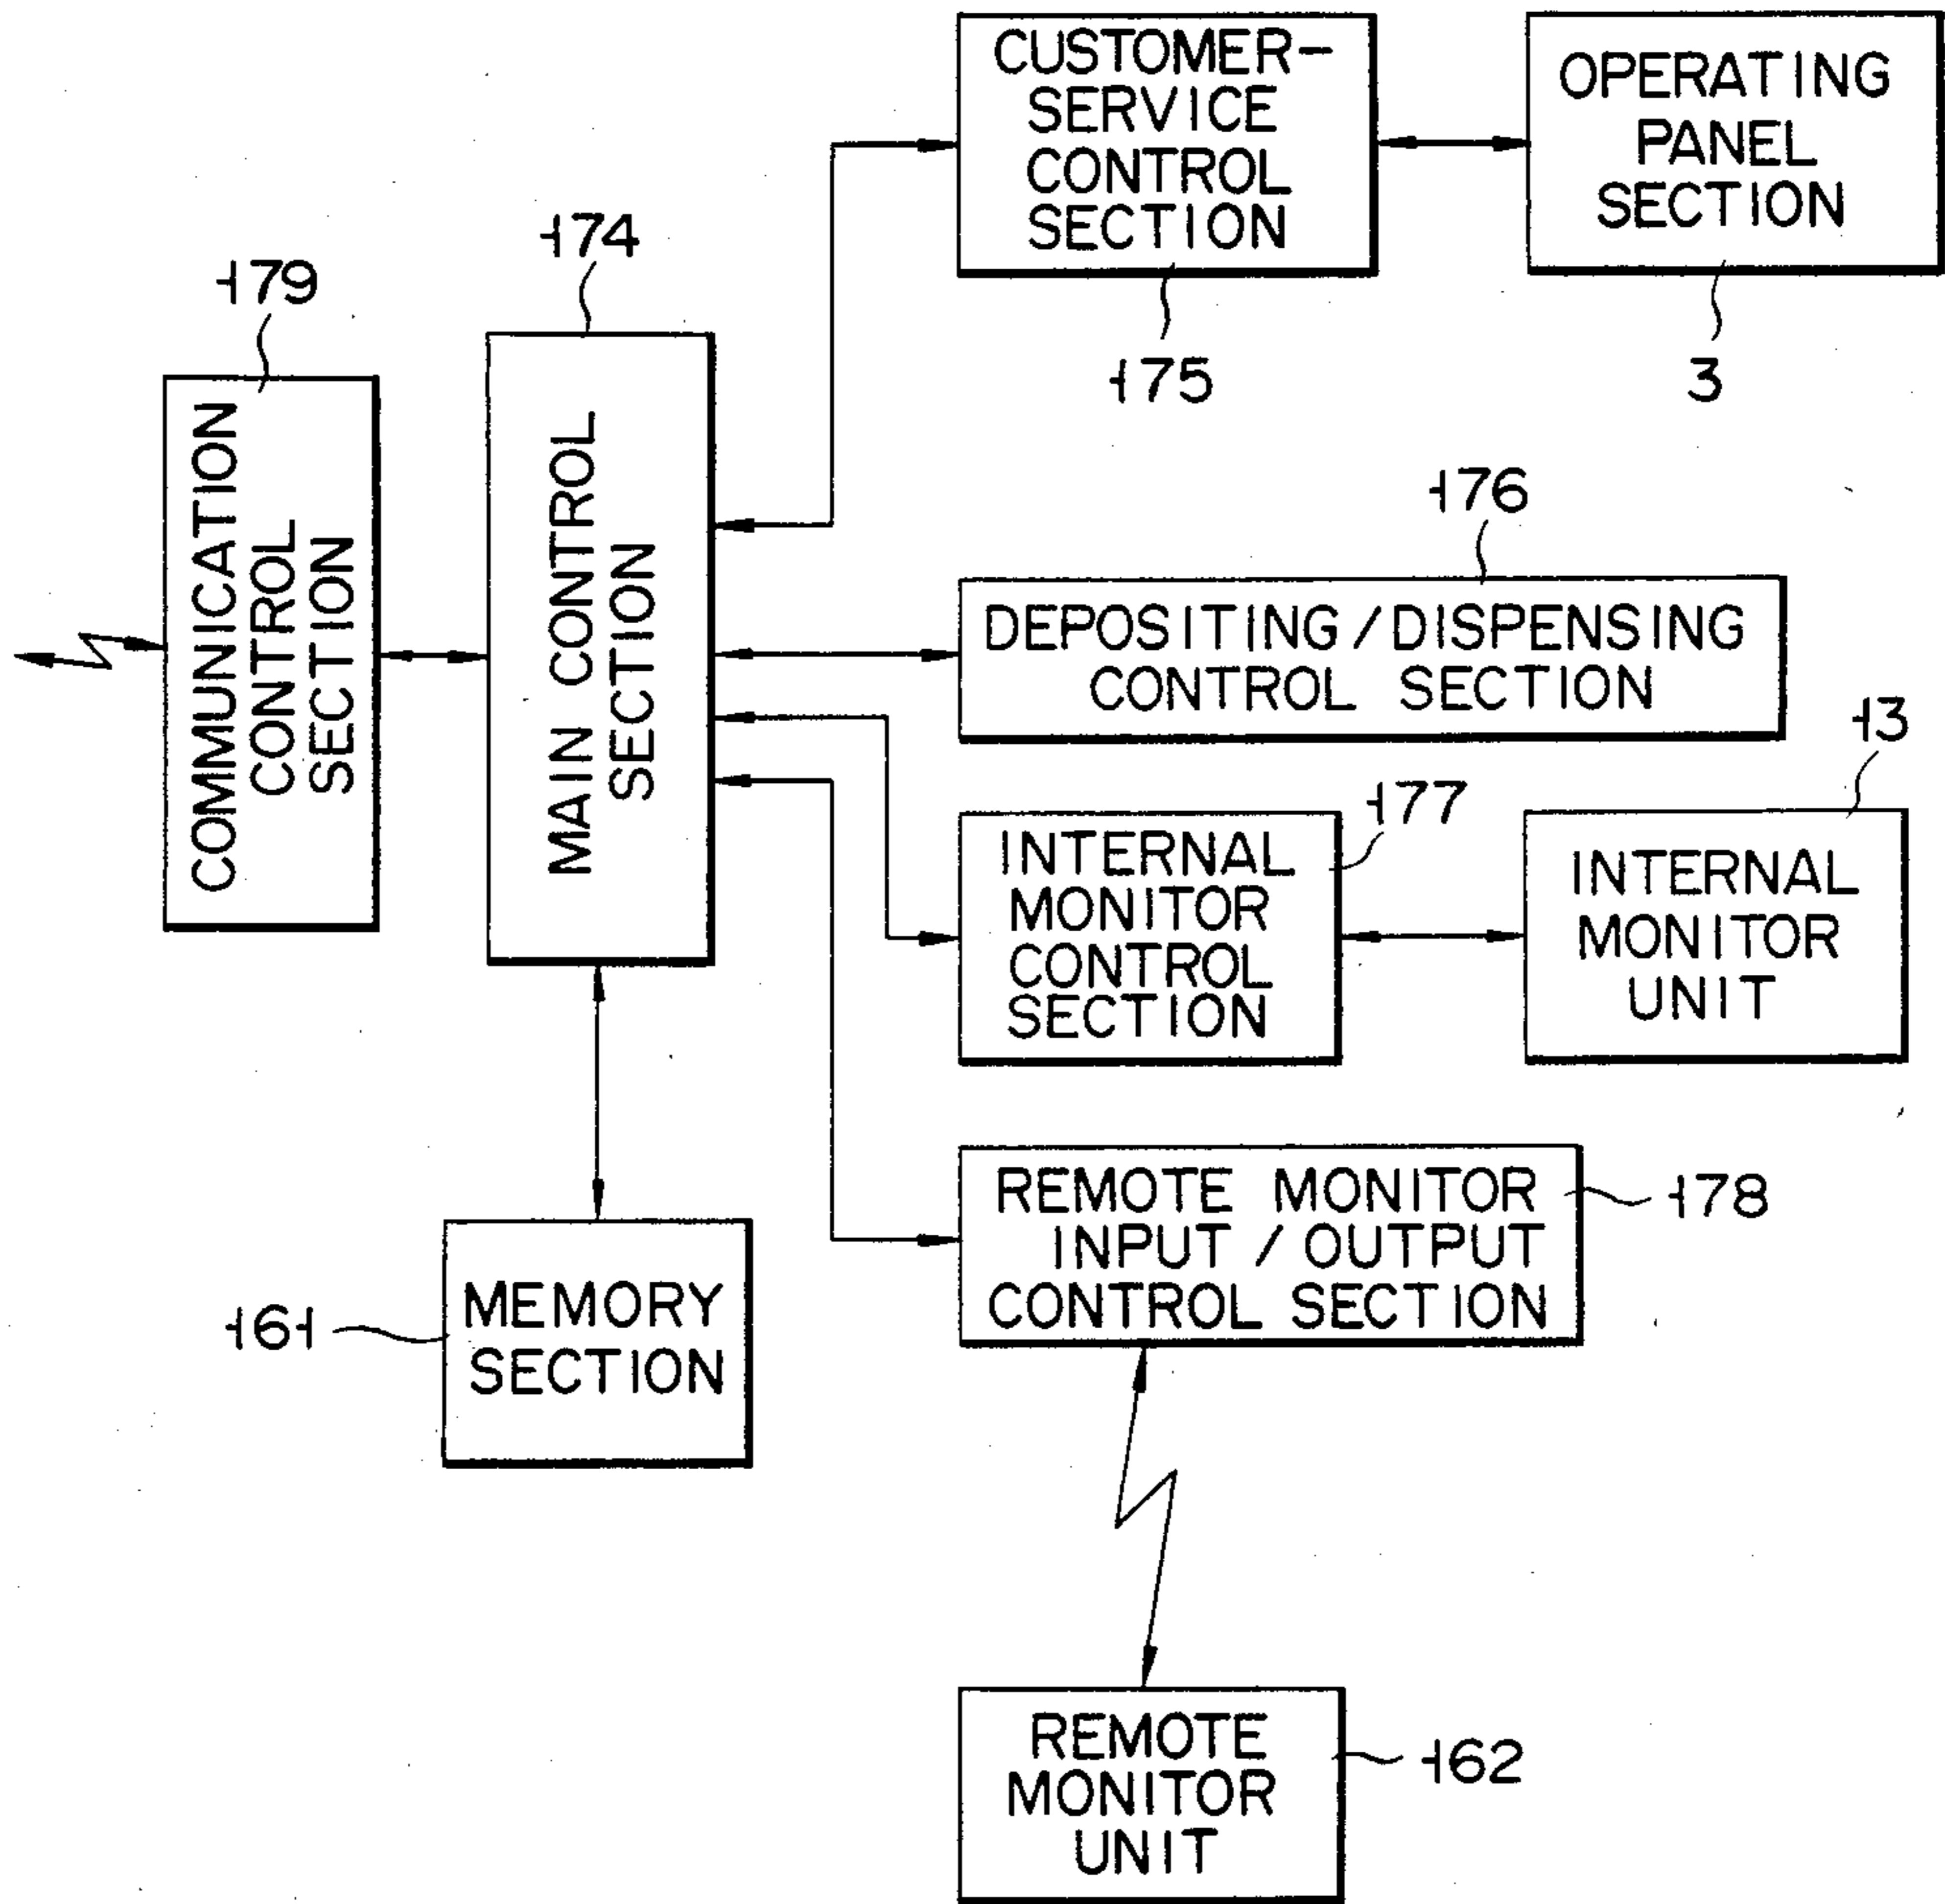 CUSTOMER-
SERVICE
CONTROL
SECTION
175
OPERATING
PANEL
SECTION
3
174
MAIN CONTROL
SECTION
179
COMMUNICATION
CONTROL
SECTION
176
DEPOSITING/DISPENSING
CONTROL SECTION
177
INTERNAL
MONITOR
CONTROL
SECTION
13
INTERNAL
MONITOR
UNIT
178
REMOTE MONITOR
INPUT/OUTPUT
CONTROL SECTION
161
MEMORY
SECTION
162
REMOTE
MONITOR
UNIT